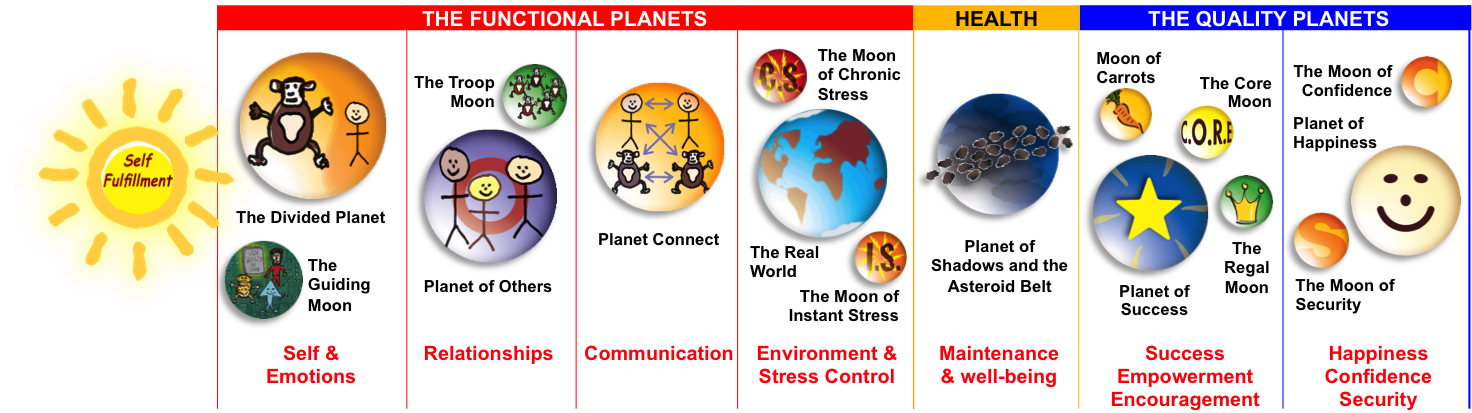 THE FUNCTIONAL PLANETS
HEALTH
THE QUALITY PLANETS
Self
Fulfillment
The Divided Planet
The
Guiding
Moon
Self &
Emotions
The Troop
Moon
Planet of Others
Relationships
Planet Connect
Communication
C.S.
The Moon
of Chronic
Stress
The Real
World
I.S.
The Moon of
Instant Stress
Environment &
Stress Control
Planet of
Shadows and the
Asteroid Belt
Maintenance
& well-being
Moon of
Carrots
The Core
Moon
C.O.R.E
Planet of
Success
The
Regal
Moon
Success
Empowerment
Encouragement
The Moon of
Confidence
C
Planet of
Happiness
S
The Moon of
Security
Happiness
Confidence
Security